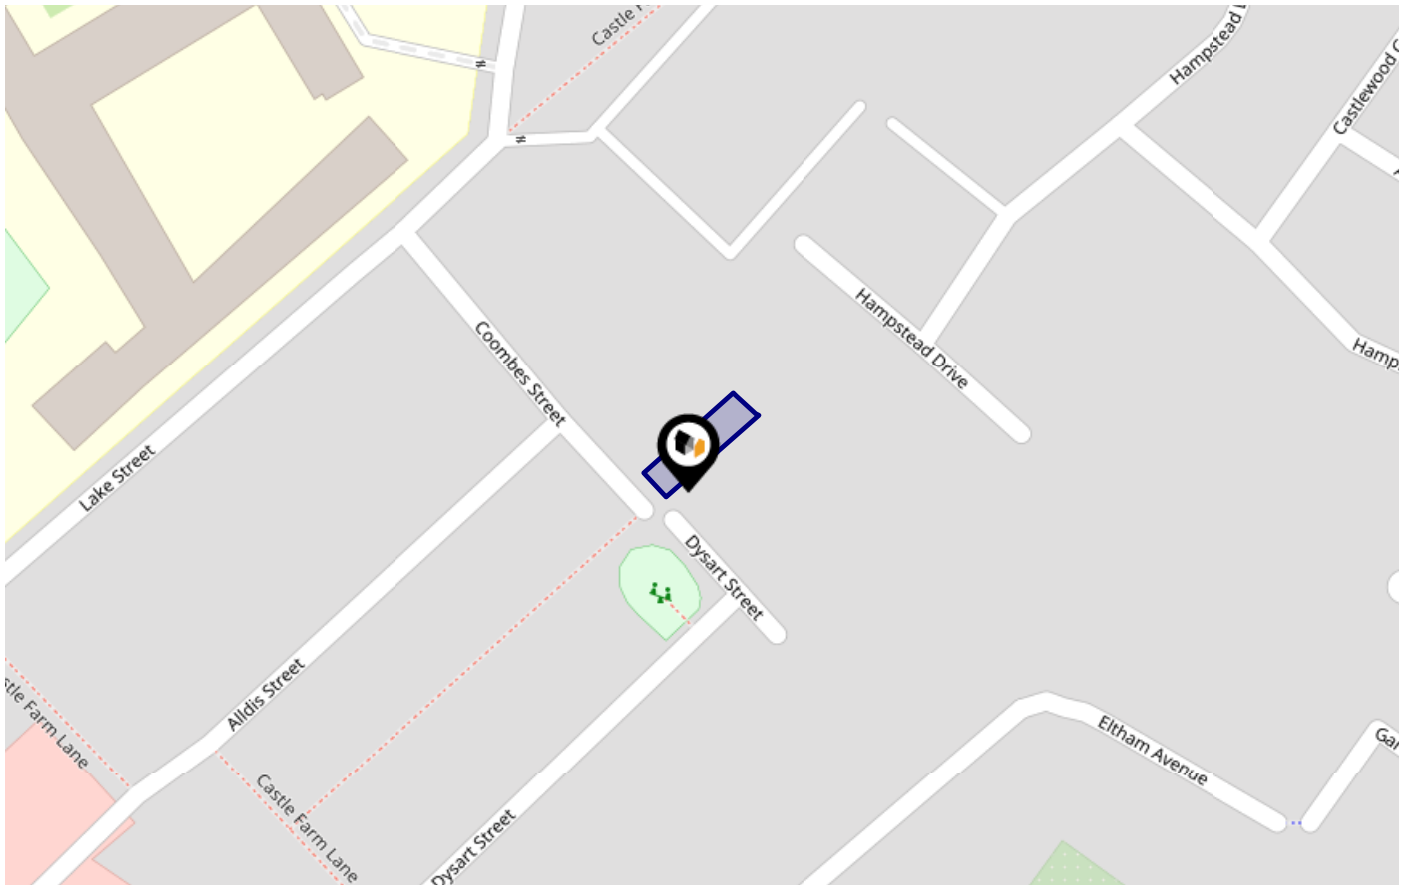 Castle F
Hampstead
Castlewood C
Coombes Street
Hampstead Drive
Hamps
Lake Street
Dysart Street
Alldis Street
stle Farm Lane
Castle Farm Lane
Eltham Avenue
Gar
Dysart Street